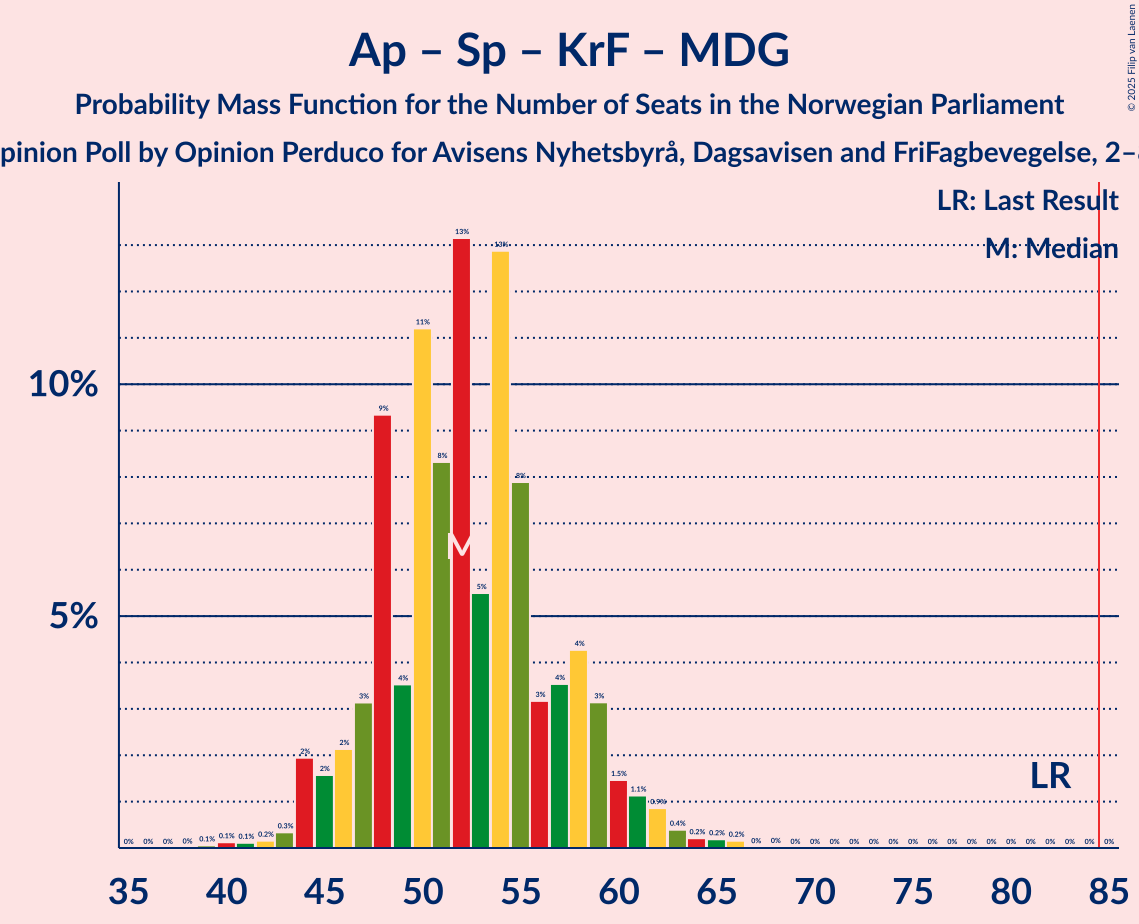 Ap – Sp – KrF – MDG
Probability Mass Function for the Number of Seats in the Norwegian Parliament
pinion Poll by Opinion Perduco for Avisens Nyhetsbyrå, Dagsavisen and FriFagbevegelse, 2–
© 2025 Filip van Laenen
LR: Last Result
M: Median
10%
5%
0% 0% 0% 0% 0.1% 0.1% 0.1% 0.2% 0.3% 2% 2% 2% 3% 9% 4% 11% 8% 13% 5% 13% 8% 3% 4% 4% 3% 1.5% 1.1% 0.9% 0.4% 0.2% 0.2% 0.2% 0% 0% 0% 0% 0% 0% 0% 0% 0% 0% 0% 0% 0% 0% 0% 0% 0% 0% 0%
M
LR
35 40 45 50 55 60 65 70 75 80 85